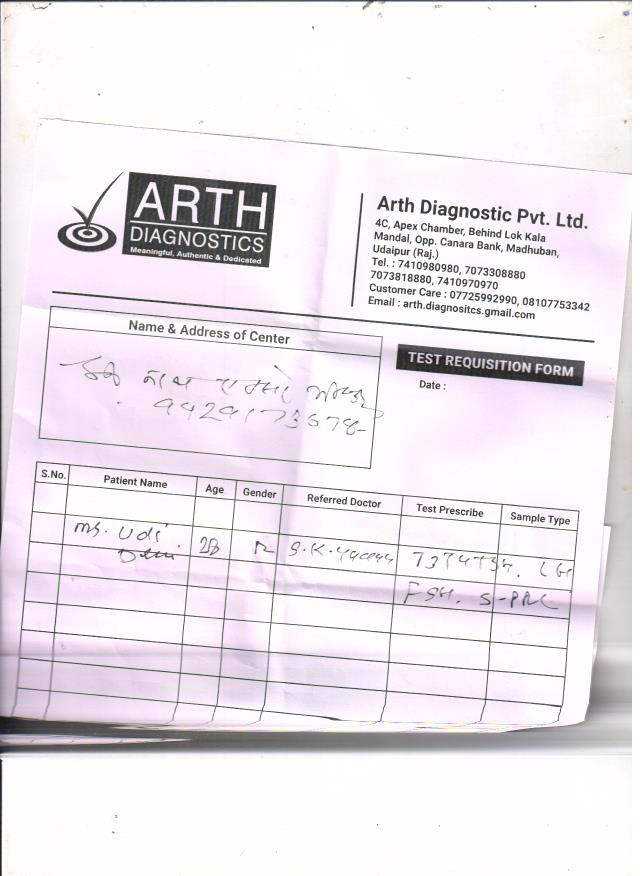 ARTH
DIAGNOSTICS
Meaningful, Authentic & Dedicated
Arth Diagnostic Pvt. Ltd.
4C, Apex Chamber, Behind Lok Kala
Mandal, Opp. Canara Bank, Madhuban,
Udaipur (Raj.)
Tel. : 7410980980, 7073308880
7073818880, 7410970970
Customer Care : 07725992990, 08107753342
Email : arth.diagnositcs.gmail.com
Name & Address of Center
TEST REQUISITION FORM
Date :
S.No. Patient Name Age Gender Referred Doctor Test Prescribe Sample Type
Ms. Udi 28 S.K. T3T4TSH. LH
FSH. S-PRL